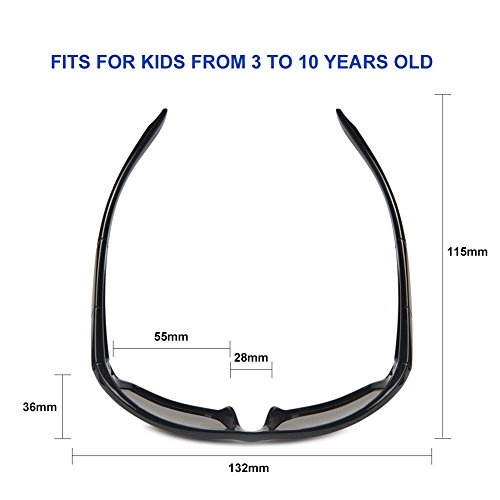 FITS FOR KIDS FROM 3 TO 10 YEARS OLD
115mm
55mm
28mm
36mm
132mm